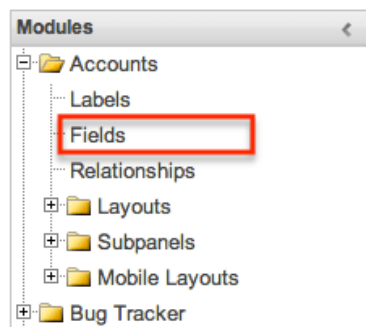 Modules
Accounts
Labels
Fields
Relationships
Layouts
Subpanels
Mobile Layouts
Bug Tracker